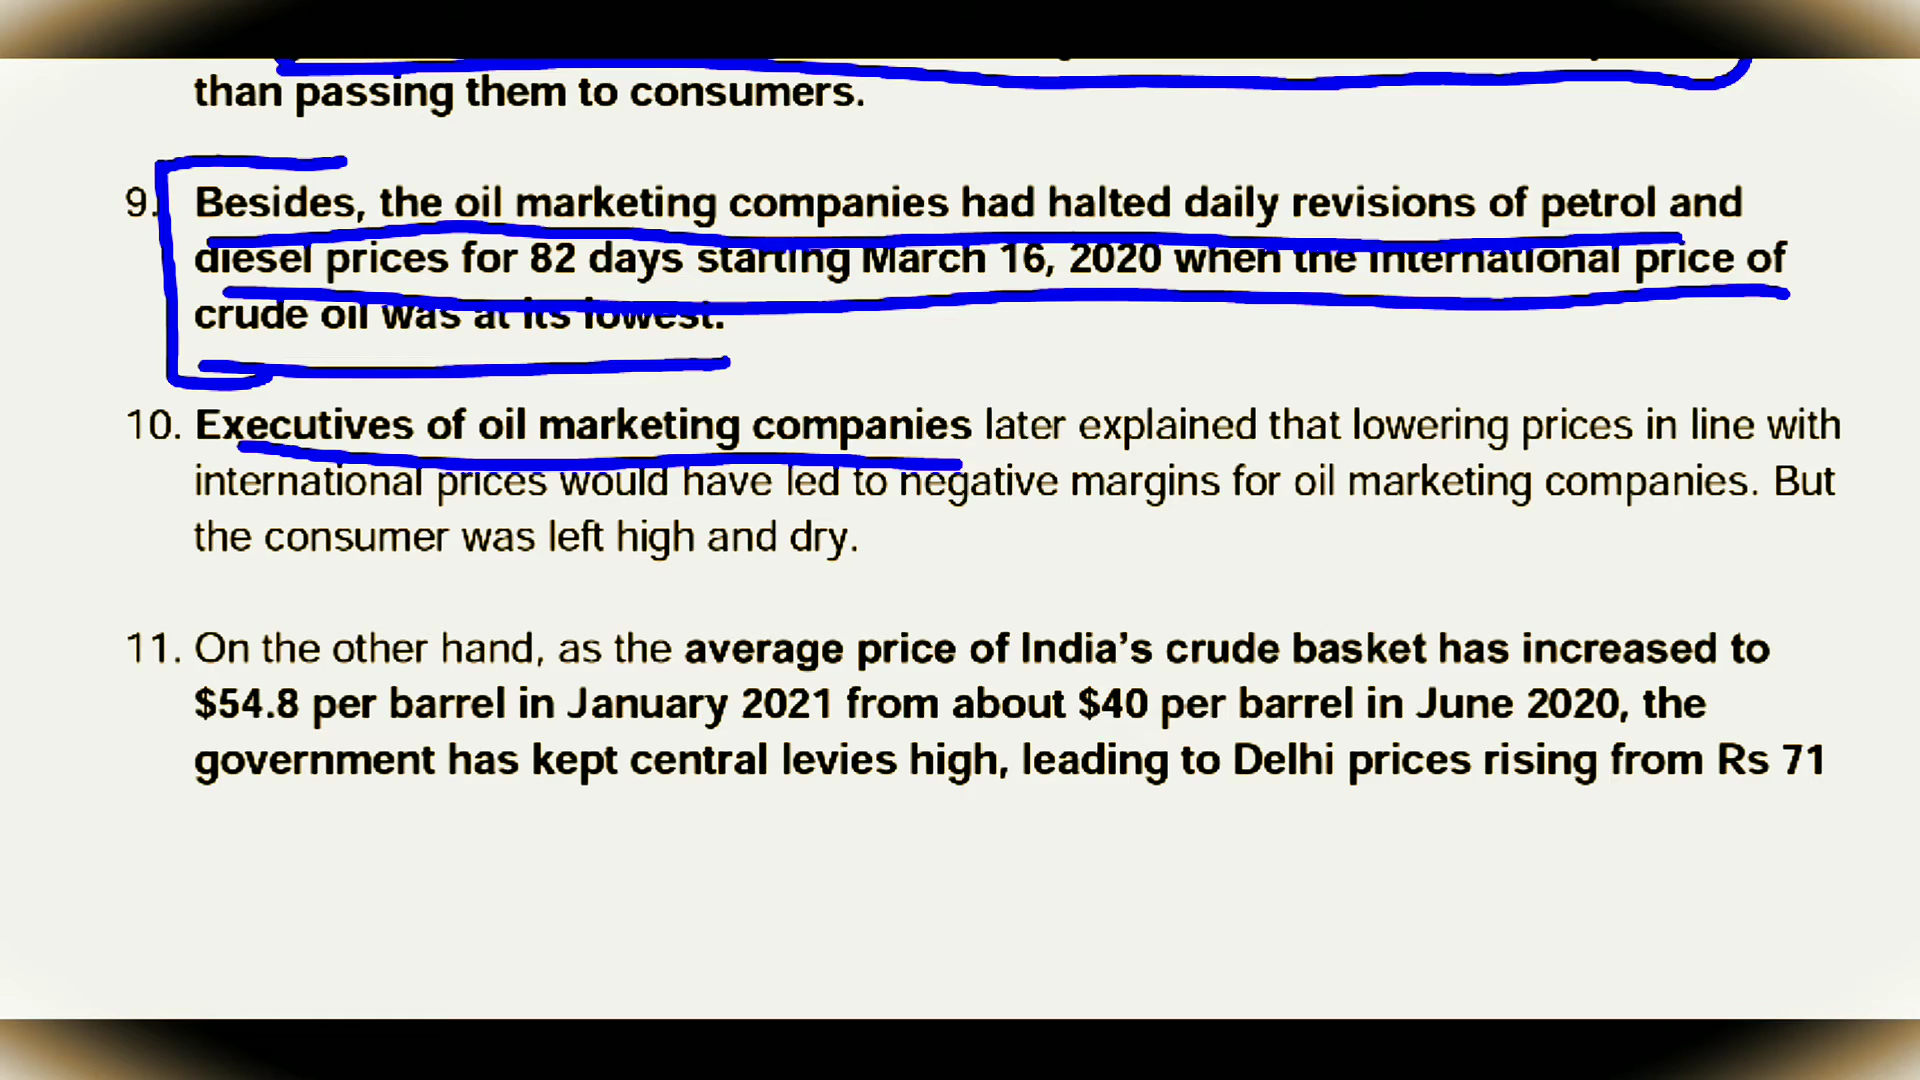 than passing them to consumers.
9. Besides, the oil marketing companies had halted daily revisions of petrol and
diesel prices for 82 days starting March 16, 2020 when the international price of
crude oil was at its lowest.
10. Executives of oil marketing companies later explained that lowering prices in line with
international prices would have led to negative margins for oil marketing companies. But
the consumer was left high and dry.
11. On the other hand, as the average price of India's crude basket has increased to
$54.8 per barrel in January 2021 from about $40 per barrel in June 2020, the
government has kept central levies high, leading to Delhi prices rising from Rs 71